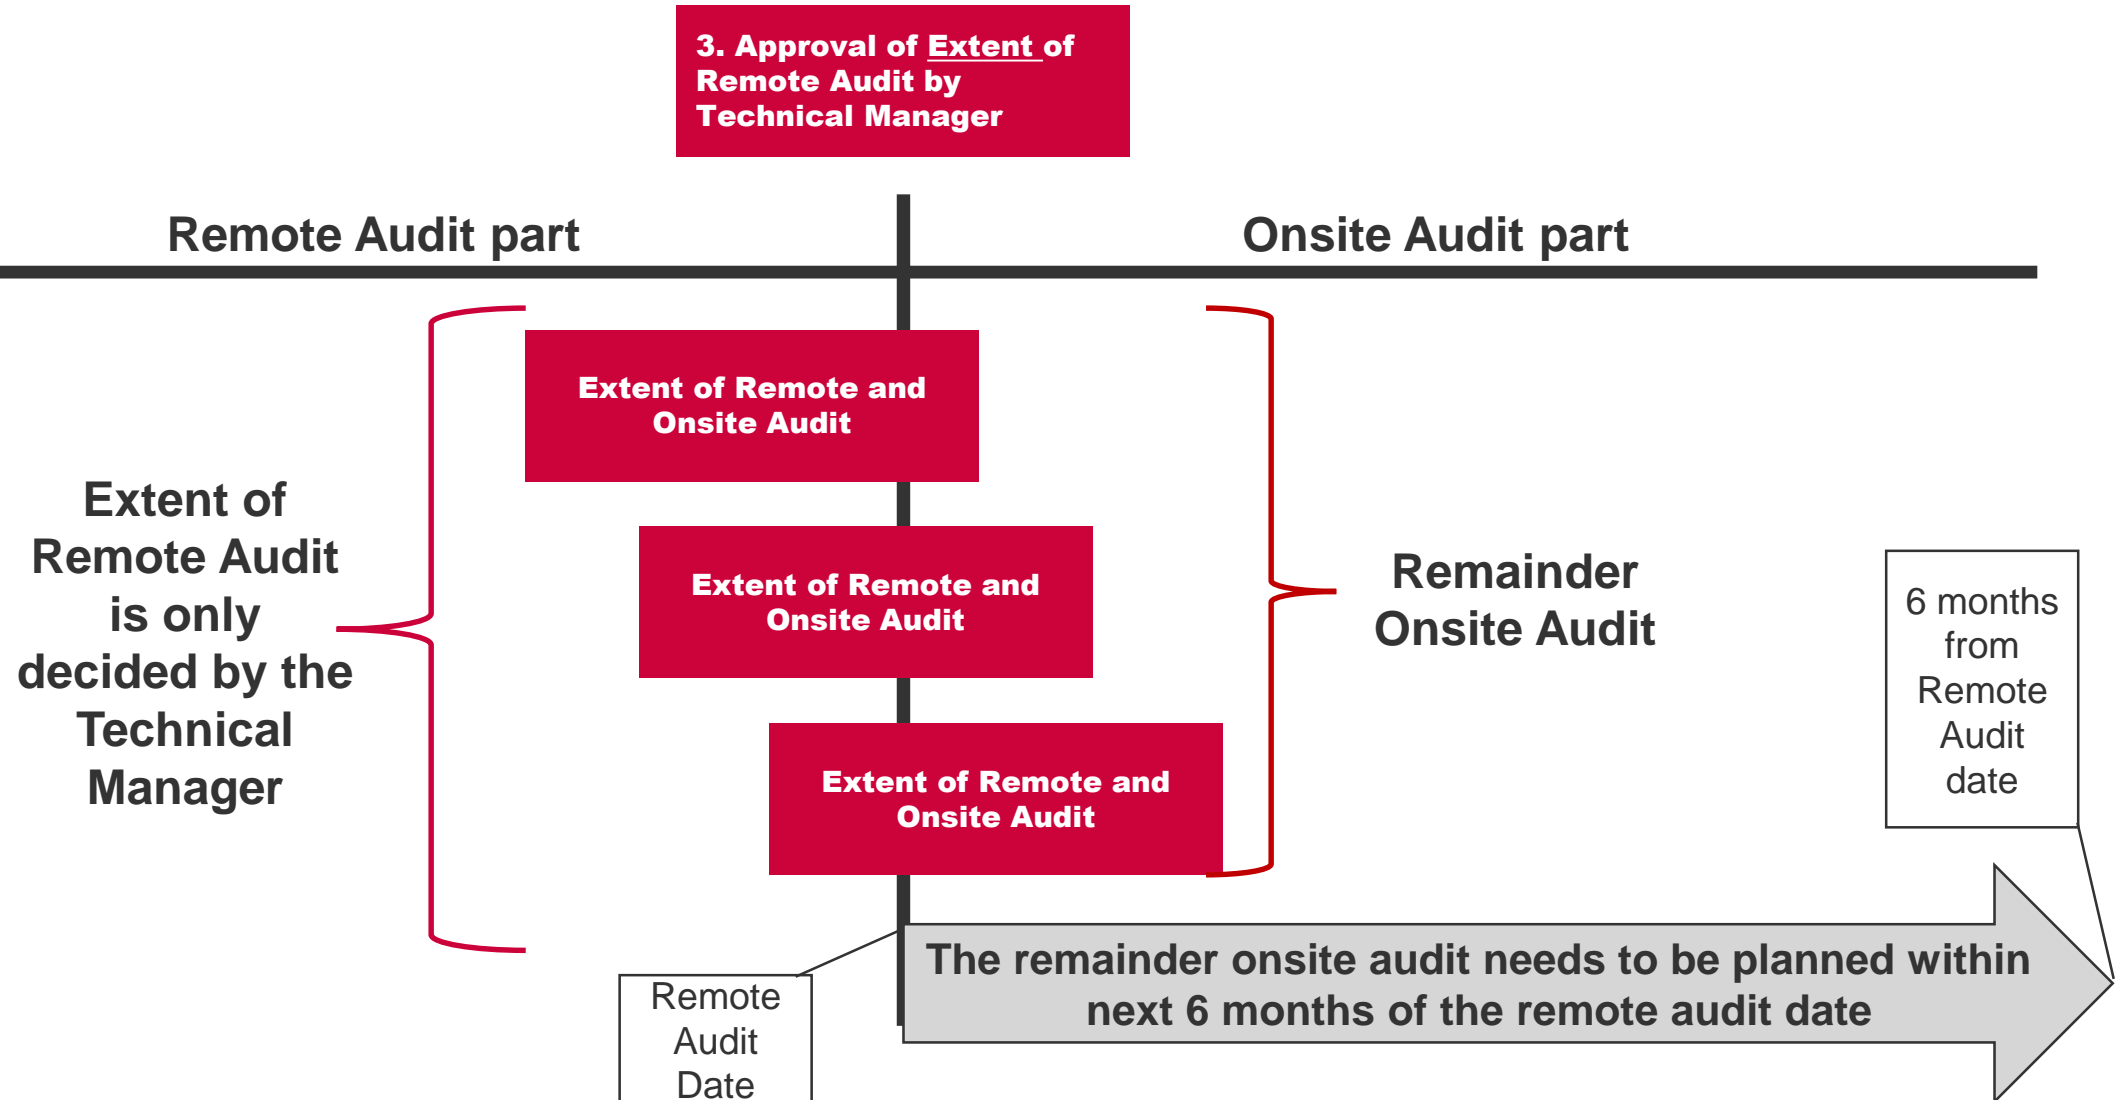 3. Approval of Extent of
Remote Audit by
Technical Manager
Remote Audit part
Onsite Audit part
Extent of Remote and
Onsite Audit
Extent of Remote and
Onsite Audit
Extent of Remote and
Onsite Audit
Extent of
Remote Audit
is only
decided by the
Technical
Manager
Remainder
Onsite Audit
6 months
from
Remote
Audit
date
The remainder onsite audit needs to be planned within
next 6 months of the remote audit date
Remote
Audit
Date